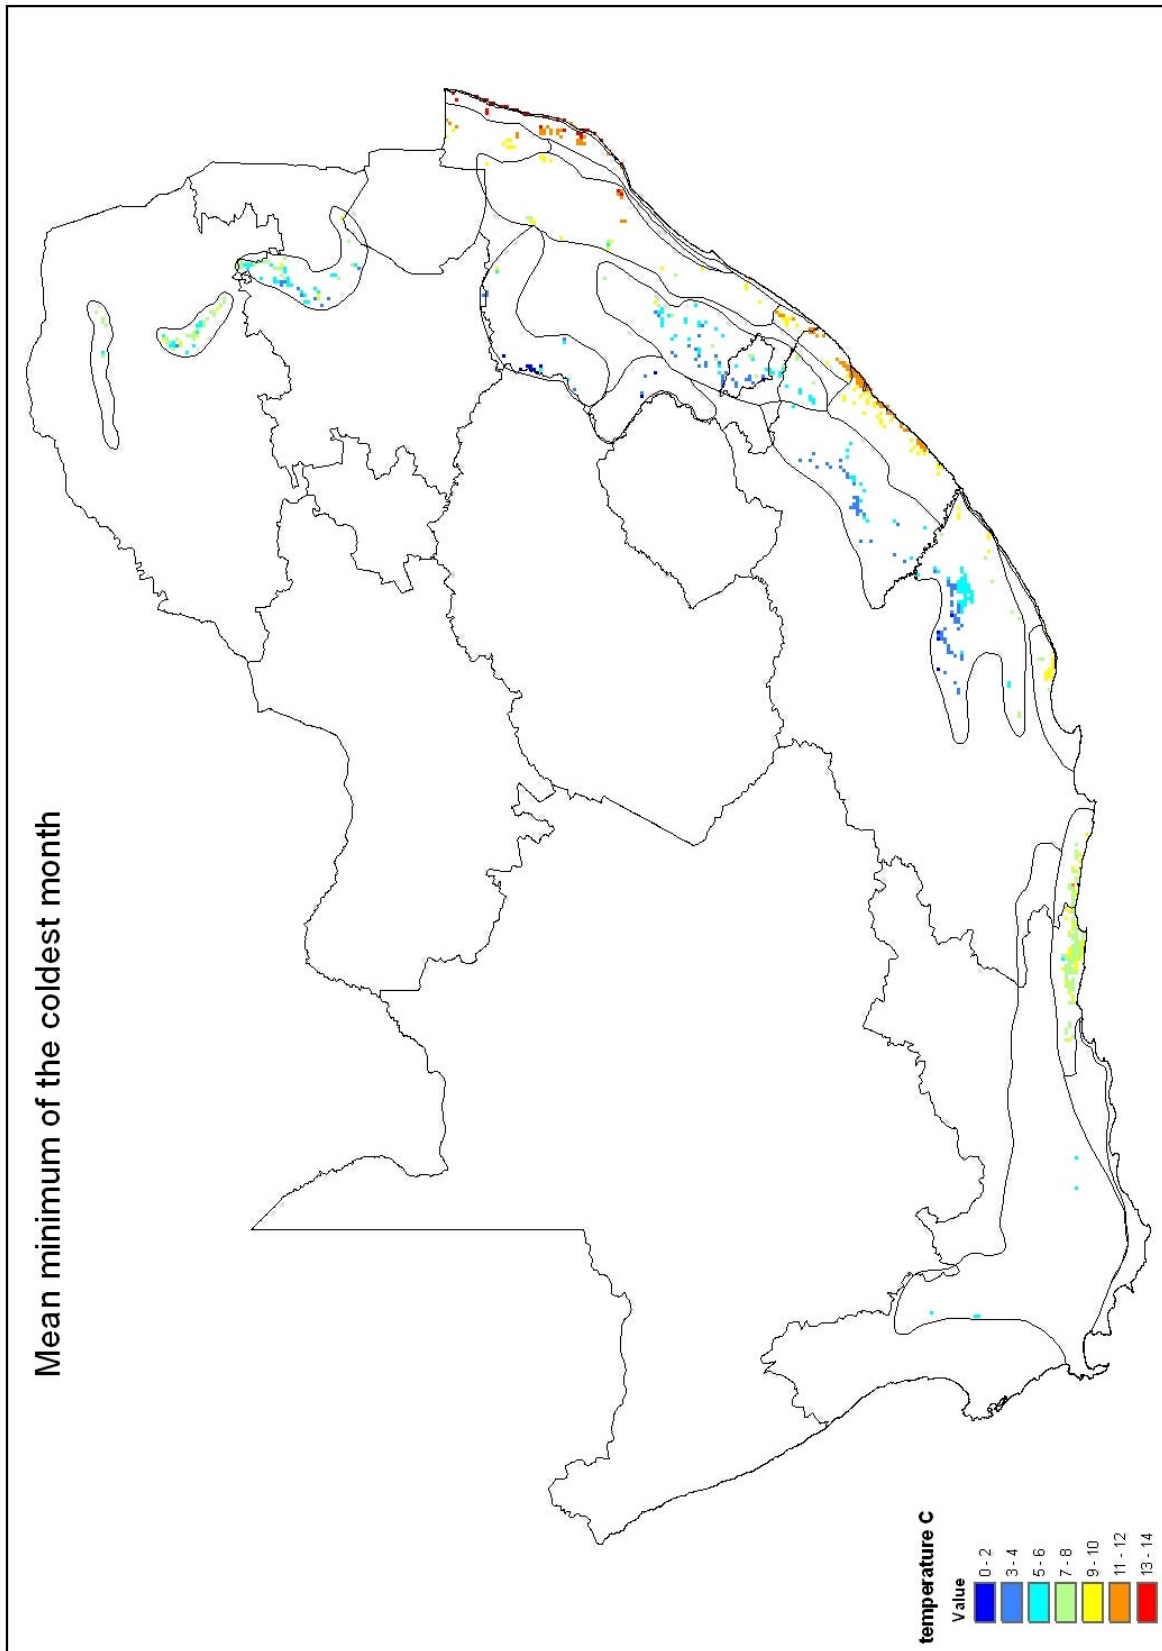 Mean minimum of the coldest month
temperature C
Value
0 - 2
3 - 4
5 - 6
7 - 8
9 - 10
11 - 12
13 - 14